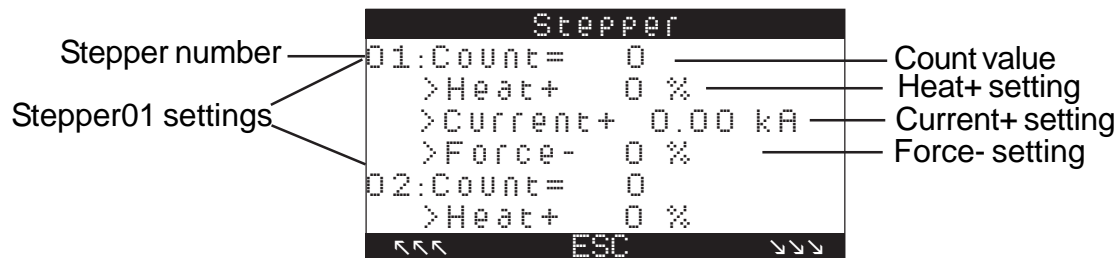 Stepper
Stepper number
01:Count= 0
Count value
>Heat+ 0 %
Heat+ setting
Stepper01 settings
>Current+ 0.00 kA
Current+ setting
>Force- 0 %
Force- setting
02:Count= 0
>Heat+ 0 %
↖↖↖ ESC ↘↘↘